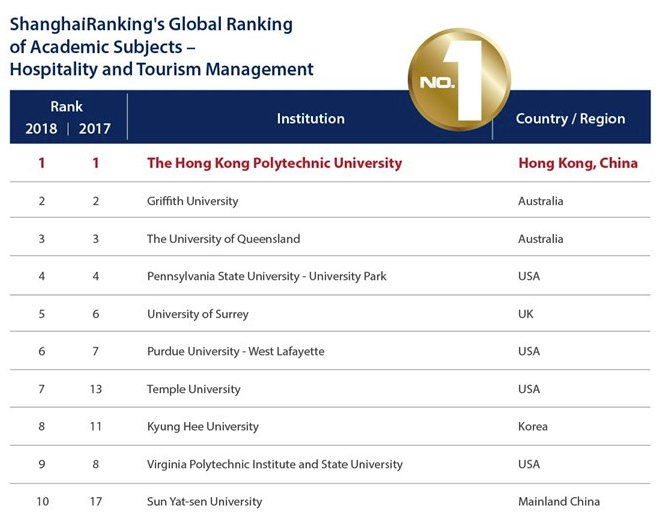 ShanghaiRanking's Global Ranking
of Academic Subjects –
Hospitality and Tourism Management
NO.1
Rank
2018 | 2017
Institution
Country / Region
1 1 The Hong Kong Polytechnic University Hong Kong, China
2 2 Griffith University Australia
3 3 The University of Queensland Australia
4 4 Pennsylvania State University - University Park USA
5 6 University of Surrey UK
6 7 Purdue University - West Lafayette USA
7 13 Temple University USA
8 11 Kyung Hee University Korea
9 8 Virginia Polytechnic Institute and State University USA
10 17 Sun Yat-sen University Mainland China